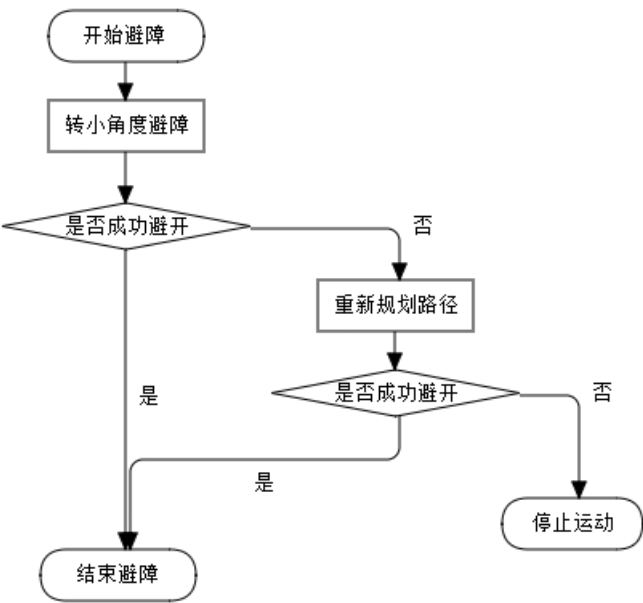 开始避障
转小角度避障
是否成功避开
否
重新规划路径
是否成功避开
是
否
是
停止运动
结束避障